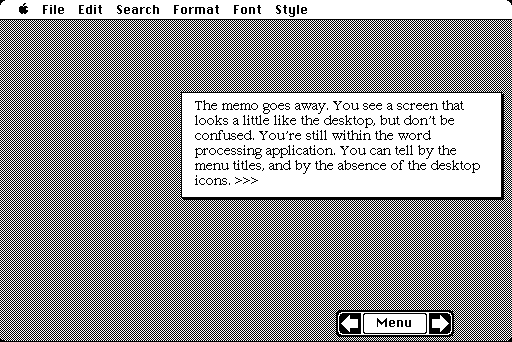 File Edit Search Format Font Style
The memo goes away. You see a screen that
looks a little like the desktop, but don't be
confused. You're still within the word
processing application. You can tell by the
menu titles, and by the absence of the desktop
icons. >>>
Menu